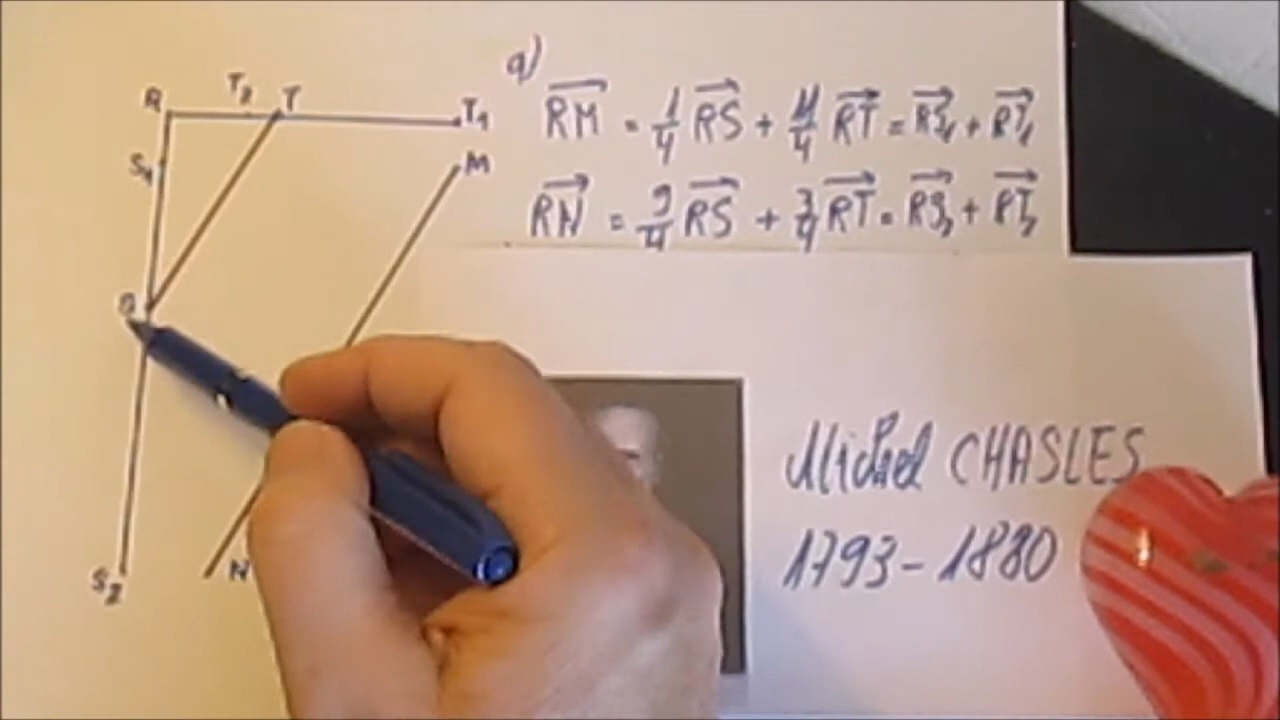 a)
R T₂ T T₁
S₁ M
S
S₂ N
RM = 1/4 RS + 11/4 RT = RS₁ + RT₁
RN = 9/4 RS + 3/4 RT = RS₂ + RT₂
Michel CHASLES
1793-1880